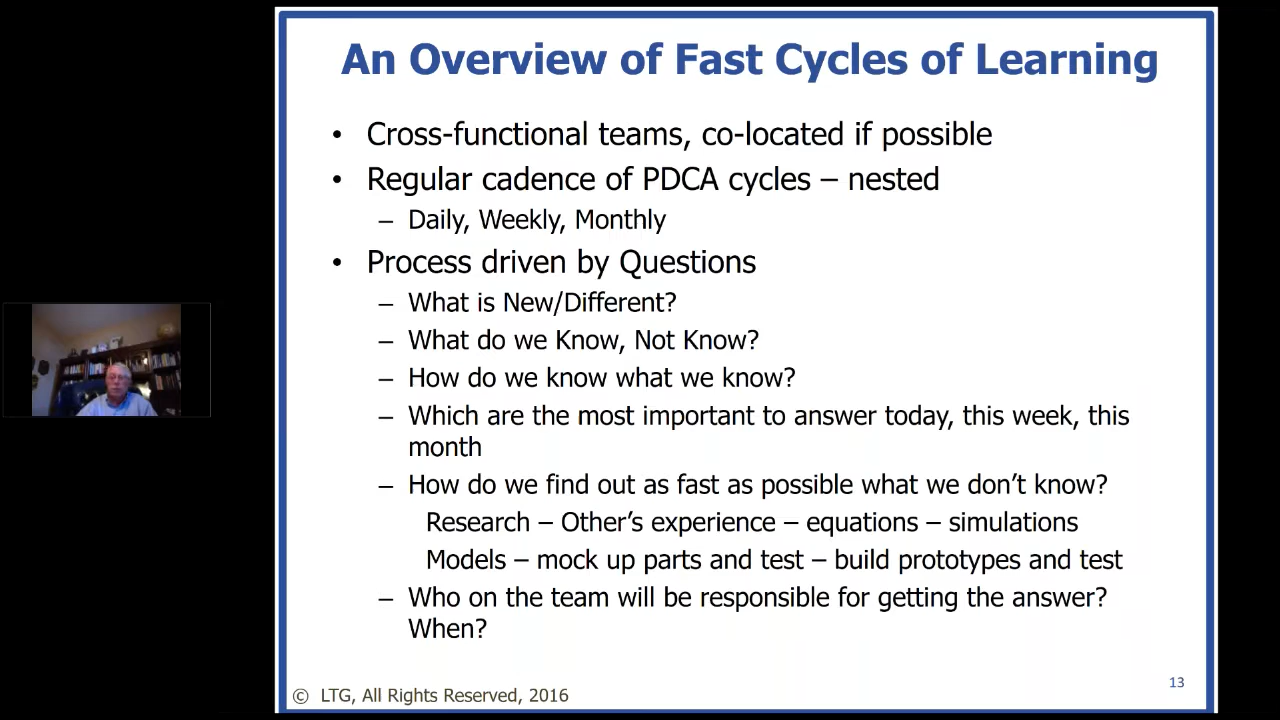 An Overview of Fast Cycles of Learning
• Cross-functional teams, co-located if possible
• Regular cadence of PDCA cycles – nested
– Daily, Weekly, Monthly
• Process driven by Questions
– What is New/Different?
– What do we Know, Not Know?
– How do we know what we know?
– Which are the most important to answer today, this week, this
month
– How do we find out as fast as possible what we don’t know?
Research – Other’s experience – equations – simulations
Models – mock up parts and test – build prototypes and test
– Who on the team will be responsible for getting the answer?
When?
13
© LTG, All Rights Reserved, 2016